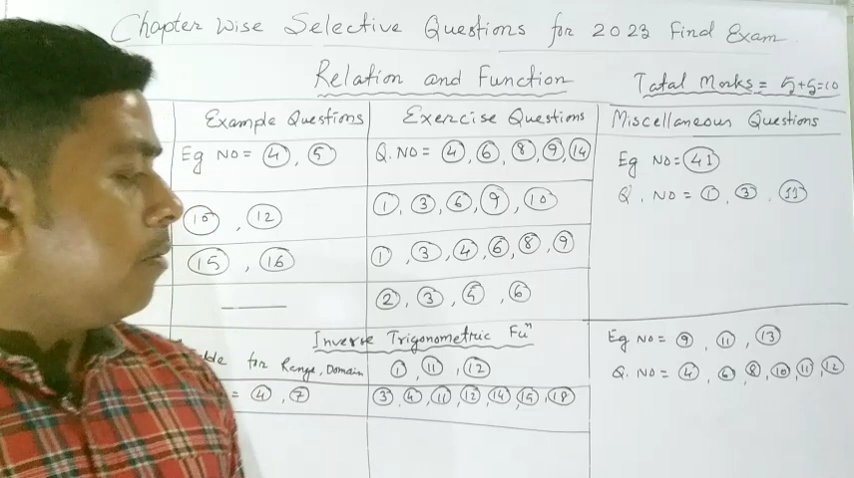 Chapter Wise Selective Questions for 2023 Final Exam
Relation and Function
Total Marks = 5+5=10
Example Questions Exercise Questions Miscellaneous Questions
Eg NO = 4, 5 Q. NO = 4, 6, 8, 9, 14 Eg NO = 41
Q. NO = 1, 3, 11
10, 12 1, 3, 6, 9, 10
15, 16 1, 3, 4, 6, 8, 9
2, 3, 5, 6
Inverse Trigonometric Fuⁿ
for Range, Domain 1, 11, 12 Eg NO = 9, 11, 13
= 4, 7 3, 4, 11, 12, 14, 15, 18 Q. NO = 4, 6, 8, 10, 11, 12